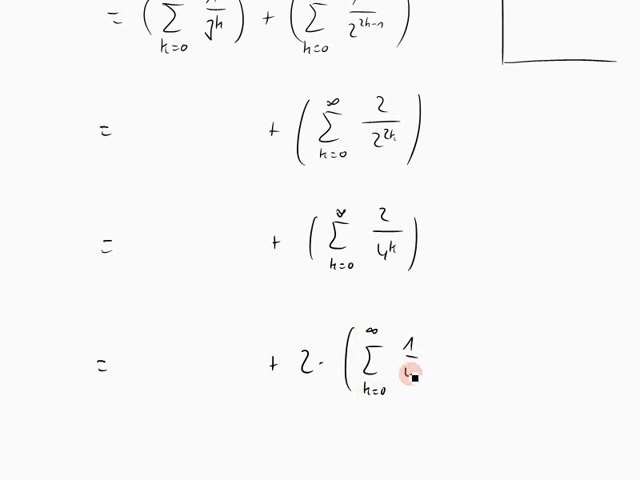 = ( ∑ k=0 1/3^k ) + ( ∑ k=0 1/2^{2k-1} )
= + ( ∑ k=0 ∞ 2/2^{2k} )
= + ( ∑ k=0 ∞ 2/4^k )
= + 2 · ( ∑ k=0 ∞ 1/